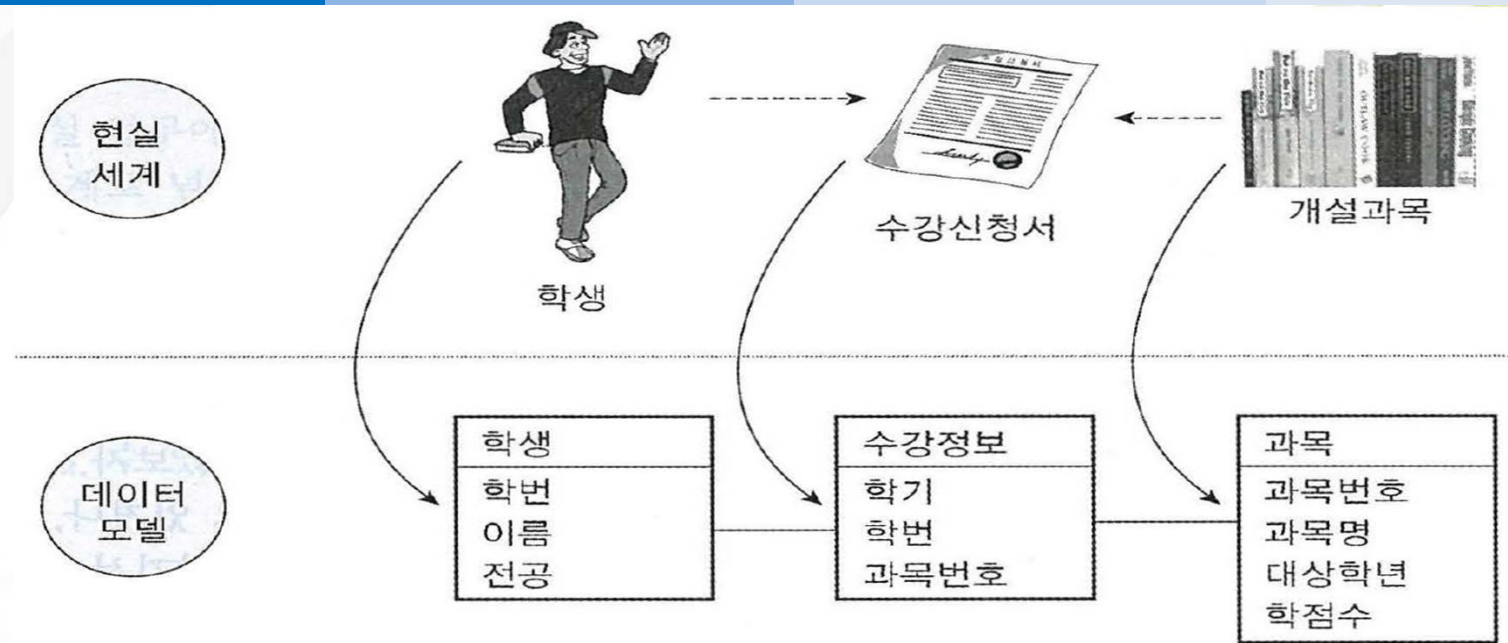 현실
세계
학생
수강신청서
개설과목
데이터
모델
학생
학번
이름
전공
수강정보
학기
학번
과목번호
과목
과목번호
과목명
대상학년
학점수